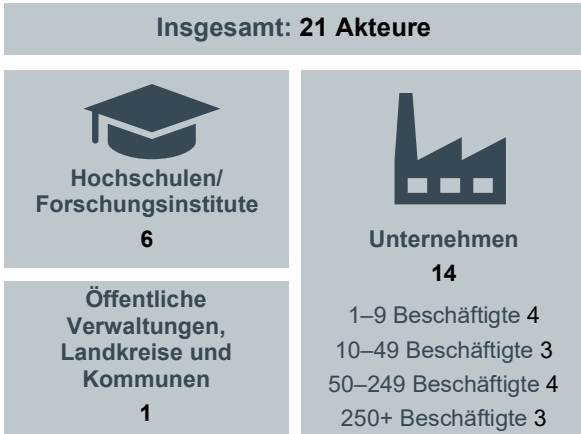 Insgesamt: 21 Akteure
Hochschulen/
Forschungsinstitute
6
Öffentliche
Verwaltungen,
Landkreise und
Kommunen
1
Unternehmen
14
1–9 Beschäftigte 4
10–49 Beschäftigte 3
50–249 Beschäftigte 4
250+ Beschäftigte 3